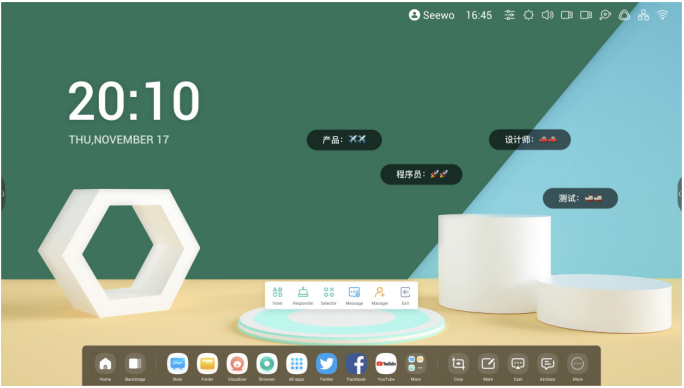 Seewo 16:45
20:10
THU,NOVEMBER 17
产品：✈️✈️
设计师：🚗🚗
程序员：🚀🚀
测试：
Voter Responder Selector Message Manager Exit
Home Backstage Note Finder Visualizer Browser All apps Twitter Facebook YouTube More Crop Mark Cast AirClass More